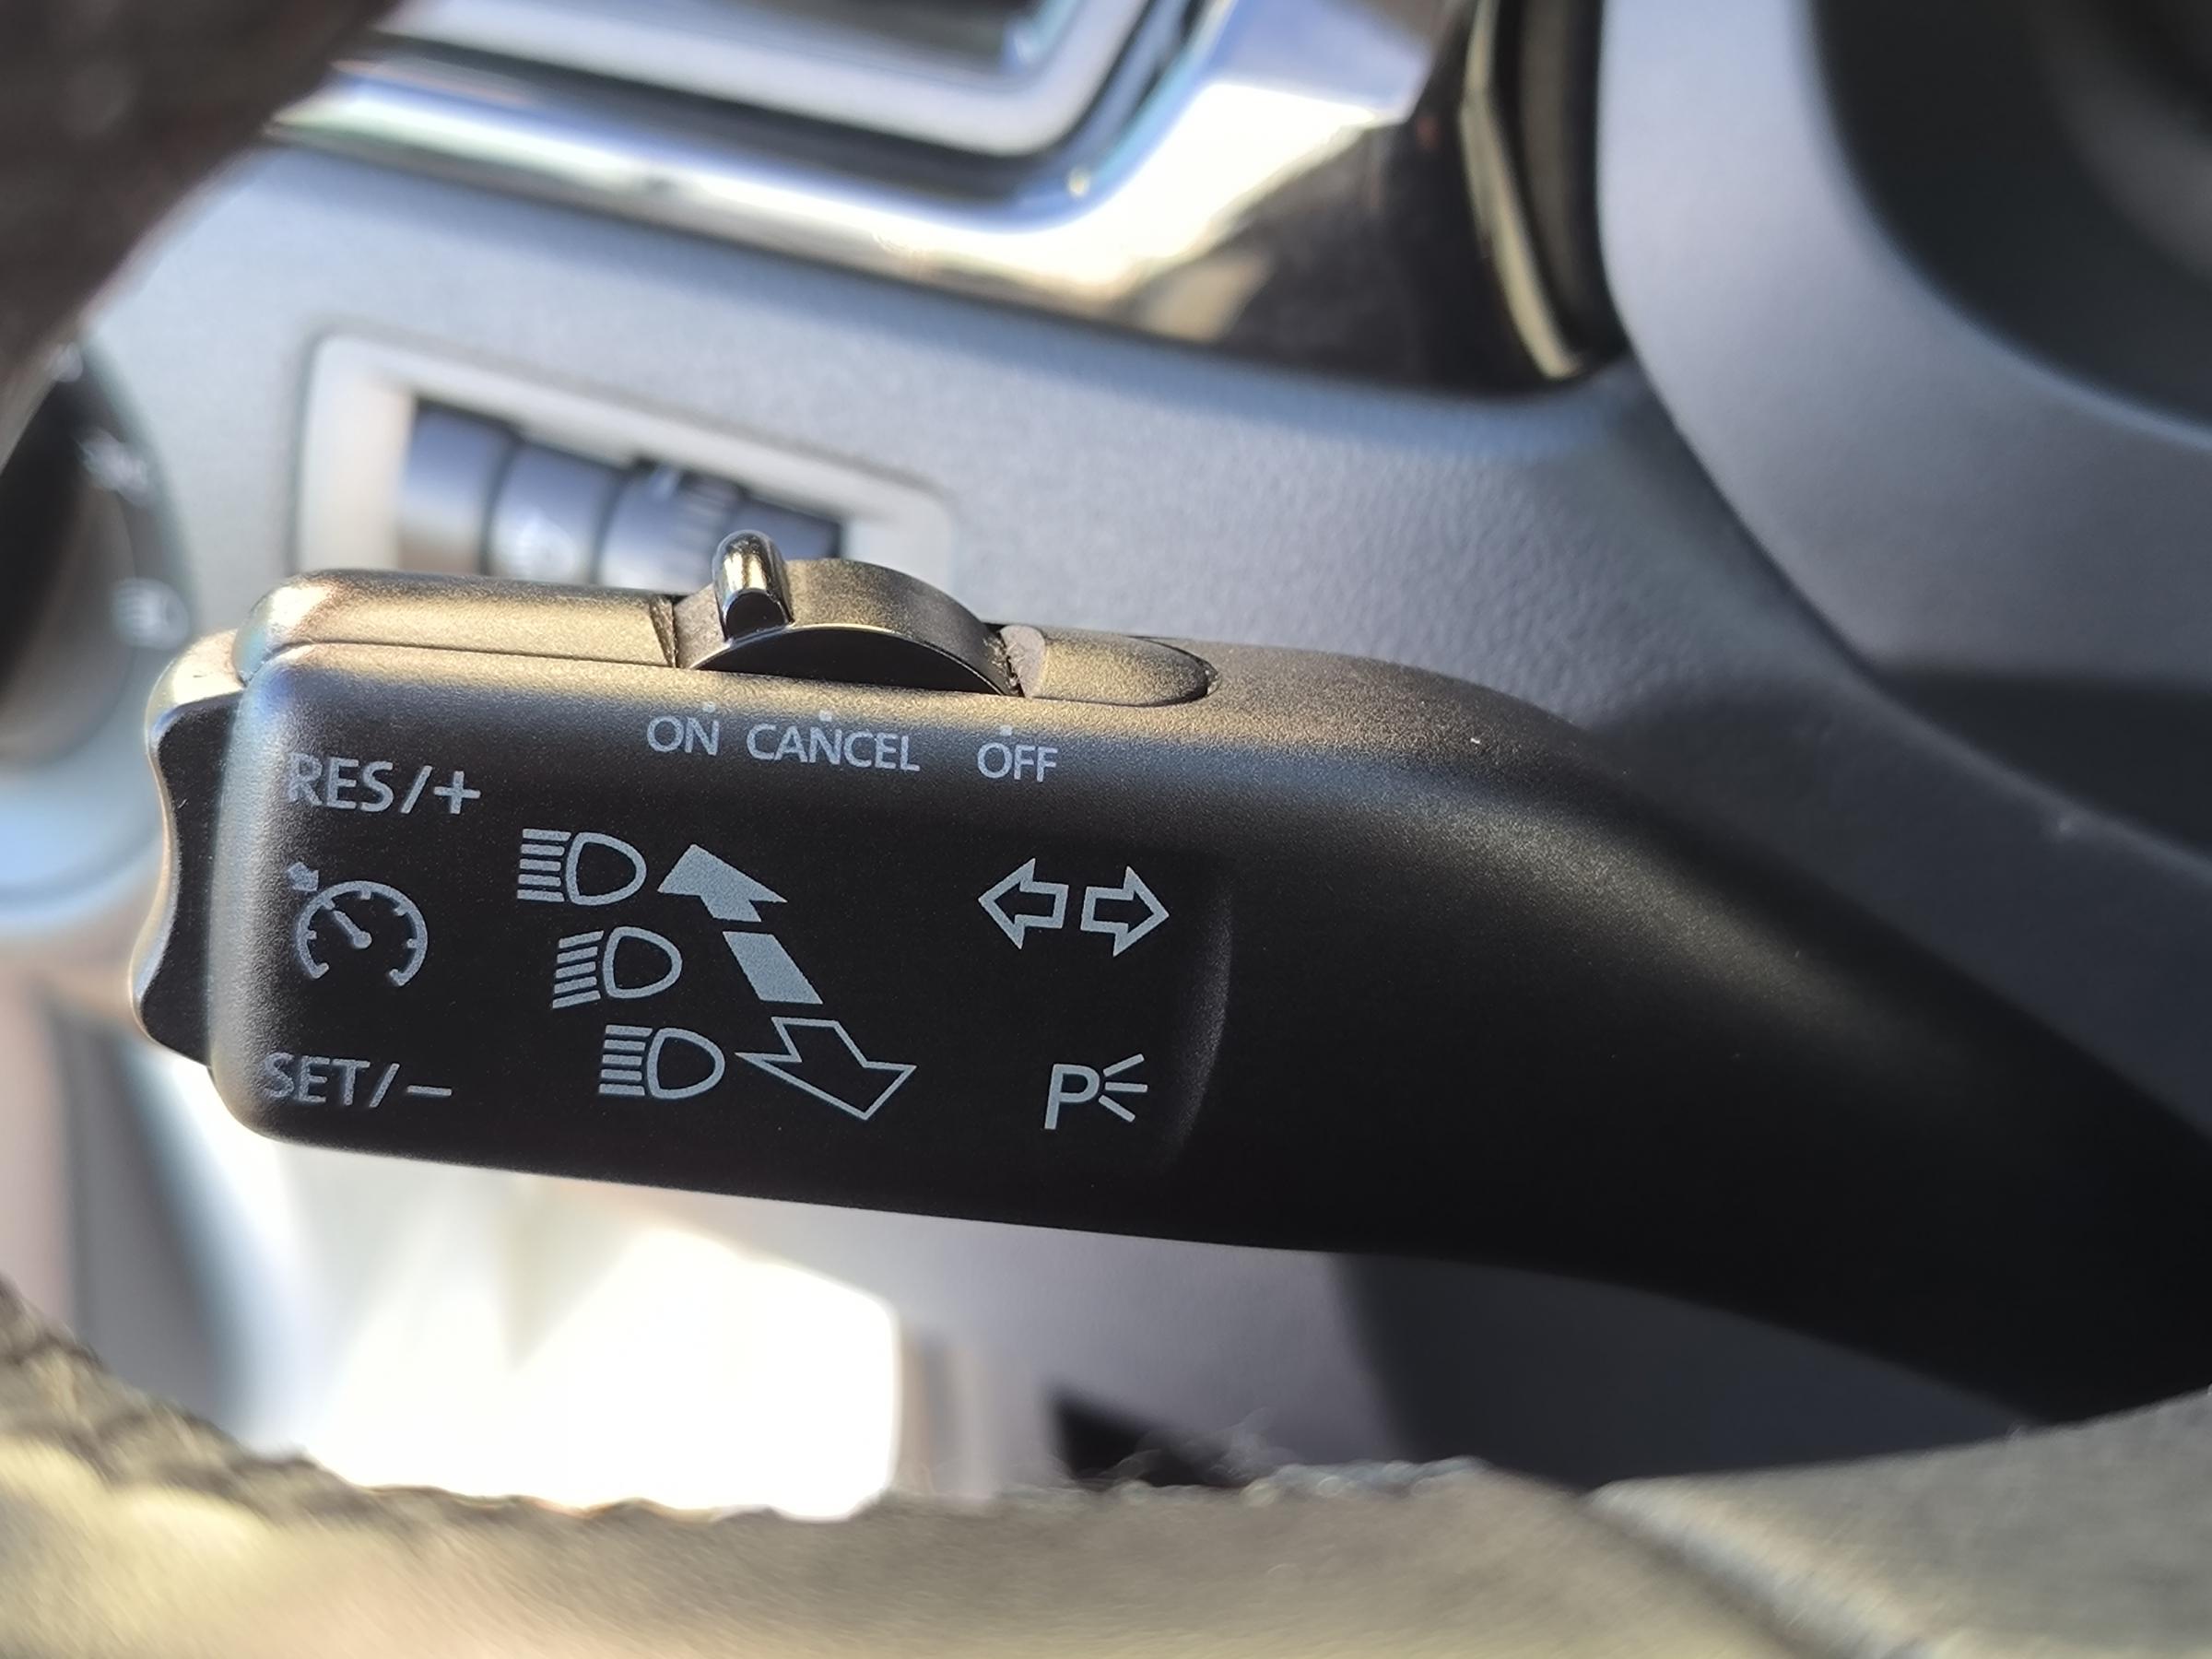 ON CANCEL OFF
RES/+
SET/−
P